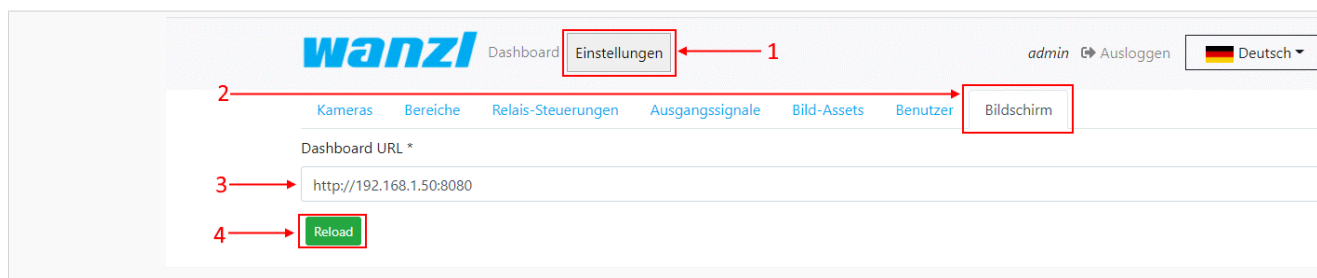 wanzl Dashboard Einstellungen 1 admin Ausloggen Deutsch
2
Kameras Bereiche Relais-Steuerungen Ausgangssignale Bild-Assets Benutzer Bildschirm
Dashboard URL *
3 http://192.168.1.50:8080
4 Reload